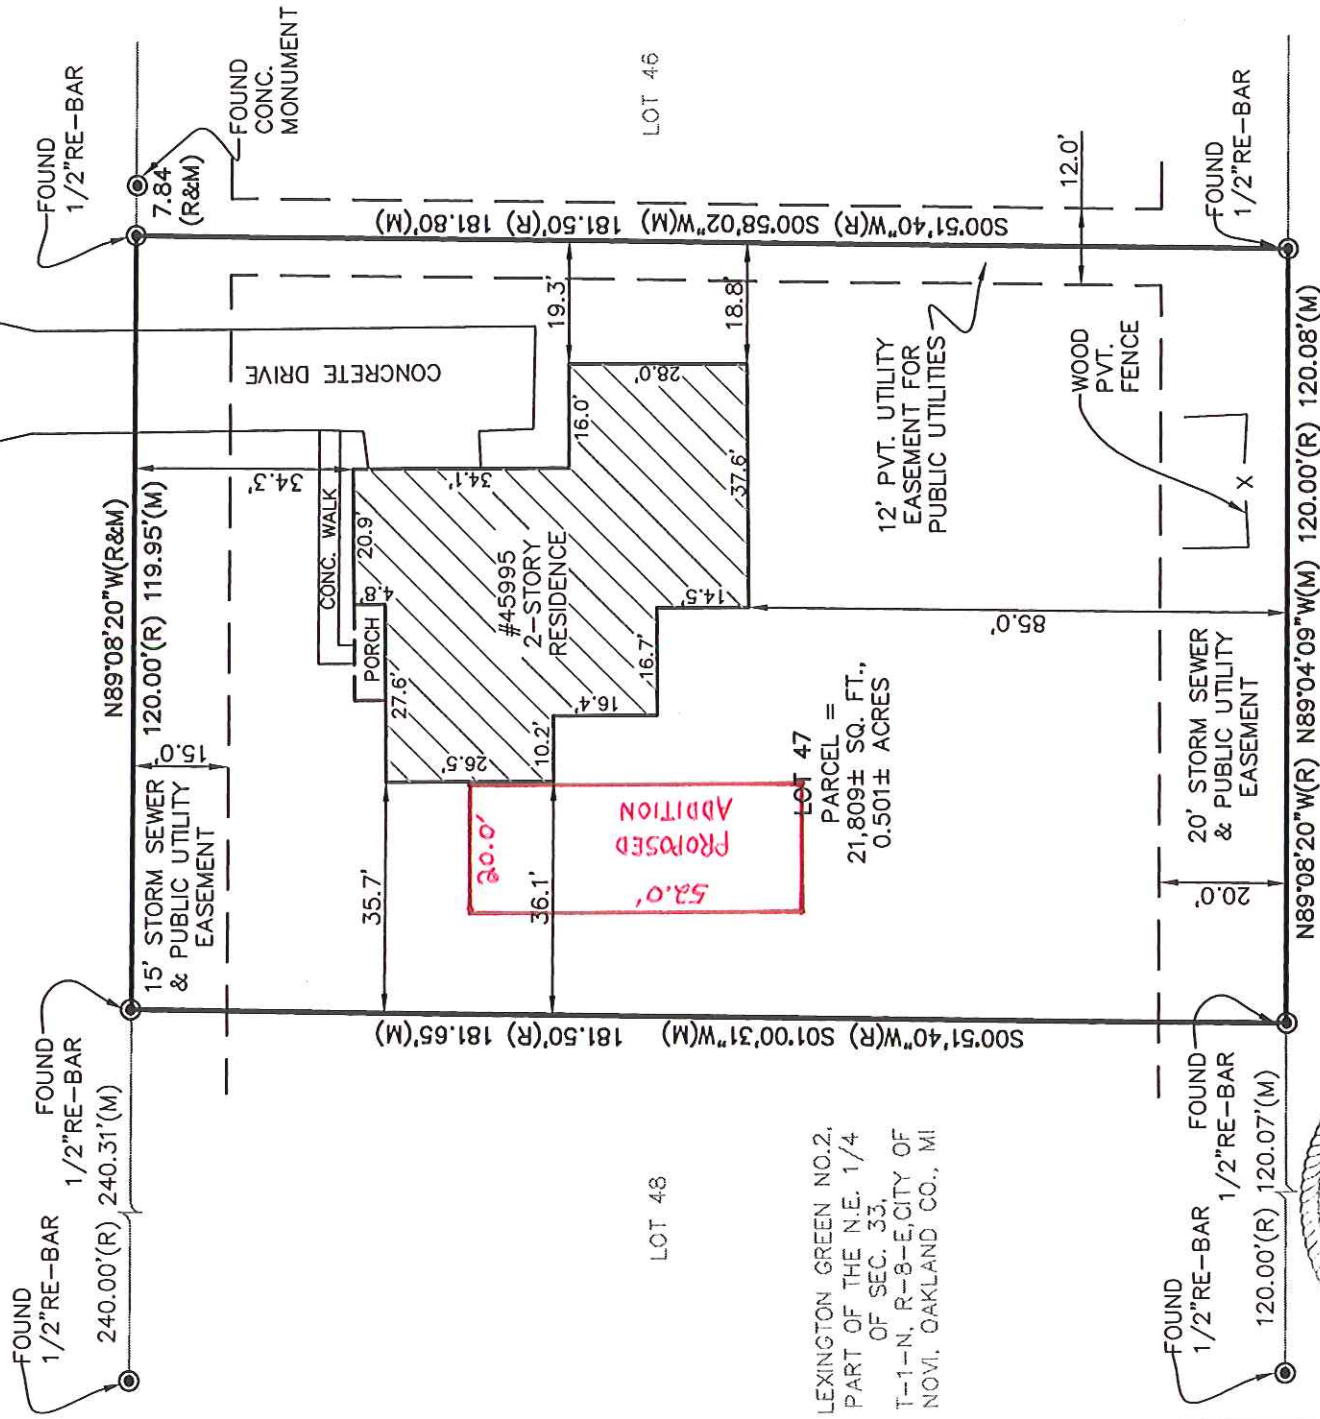 FOUND
1/2"RE-BAR
FOUND
CONC.
MONUMENT
7.84
(R&M)
LOT 46
N89°08'20"W(R&M)
120.00'(R) 119.95'(M)
15' STORM SEWER
& PUBLIC UTILITY
EASEMENT
15.0'
FOUND
1/2"RE-BAR
240.00'(R) 240.31'(M)
FOUND
1/2"RE-BAR
S00°51'40"W(R) S00°58'02"W(M) 181.50'(R) 181.80'(M)
12.0'
FOUND
1/2"RE-BAR
CONCRETE DRIVE
34.3'
CONC. WALK
PORCH
4.8'
20.9'
34.1'
16.0'
19.3'
28.0'
18.8'
37.6'
14.5'
16.7'
16.4'
10.2'
26.5'
27.6'
#45995
2-STORY
RESIDENCE
35.7'
36.1'
20.0'
PROPOSED
ADDITION
52.0'
LOT 47
PARCEL =
21,809± SQ. FT.,
0.501± ACRES
12' PVT. UTILITY
EASEMENT FOR
PUBLIC UTILITIES
WOOD
PVT.
FENCE
X
85.0'
20' STORM SEWER
& PUBLIC UTILITY
EASEMENT
20.0'
N89°08'20"W(R) N89°04'09"W(M) 120.00'(R) 120.08'(M)
S00°51'40"W(R) S01°00'31"W(M) 181.50'(R) 181.65'(M)
LOT 48
LEXINGTON GREEN NO.2,
PART OF THE N.E. 1/4
OF SEC. 33,
T-1-N, R-8-E,CITY OF
NOVI, OAKLAND CO., MI
FOUND
1/2"RE-BAR
120.00'(R) 120.07'(M)
FOUND
1/2"RE-BAR